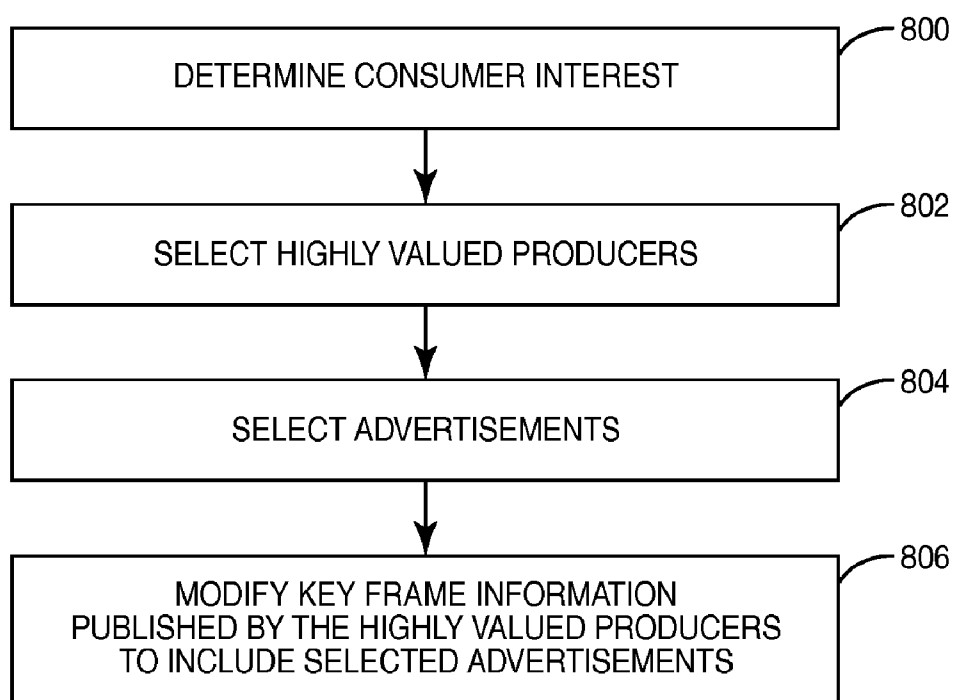 800
DETERMINE CONSUMER INTEREST
802
SELECT HIGHLY VALUED PRODUCERS
804
SELECT ADVERTISEMENTS
806
MODIFY KEY FRAME INFORMATION
PUBLISHED BY THE HIGHLY VALUED PRODUCERS
TO INCLUDE SELECTED ADVERTISEMENTS